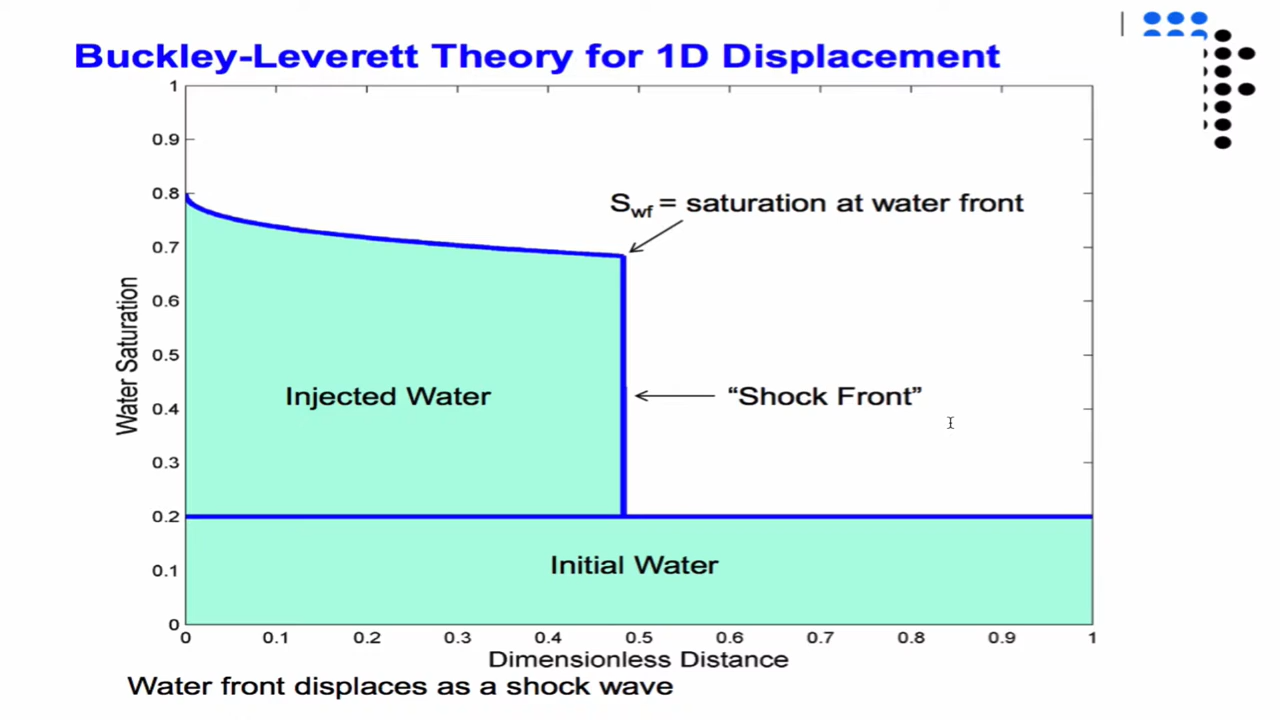 Buckley-Leverett Theory for 1D Displacement
1
0.9
0.8
0.7
0.6
0.5
0.4
0.3
0.2
0.1
0
Water Saturation
Swf = saturation at water front
Injected Water
“Shock Front”
Initial Water
0 0.1 0.2 0.3 0.4 0.5 0.6 0.7 0.8 0.9 1
Dimensionless Distance
Water front displaces as a shock wave